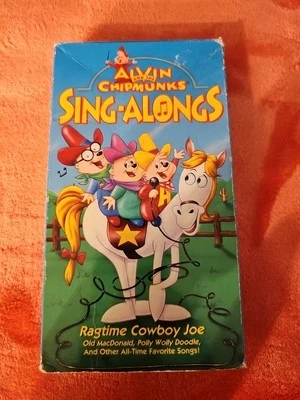 ALVIN
AND THE
CHIPMUNKS
SING-ALONGS
Ragtime Cowboy Joe
Old MacDonald, Polly Wolly Doodle,
And Other All-Time Favorite Songs!